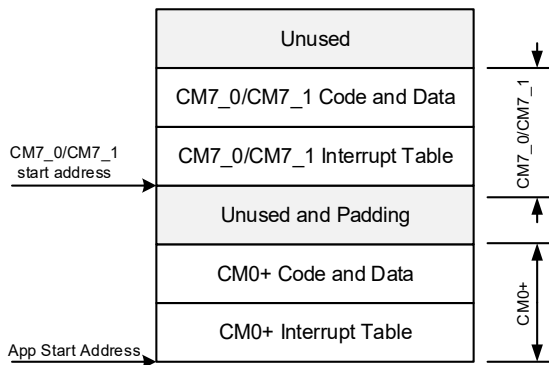 Unused
CM7_0/CM7_1 Code and Data
CM7_0/CM7_1
start address
CM7_0/CM7_1 Interrupt Table
CM7_0/CM7_1
Unused and Padding
CM0+ Code and Data
CM0+
CM0+ Interrupt Table
App Start Address